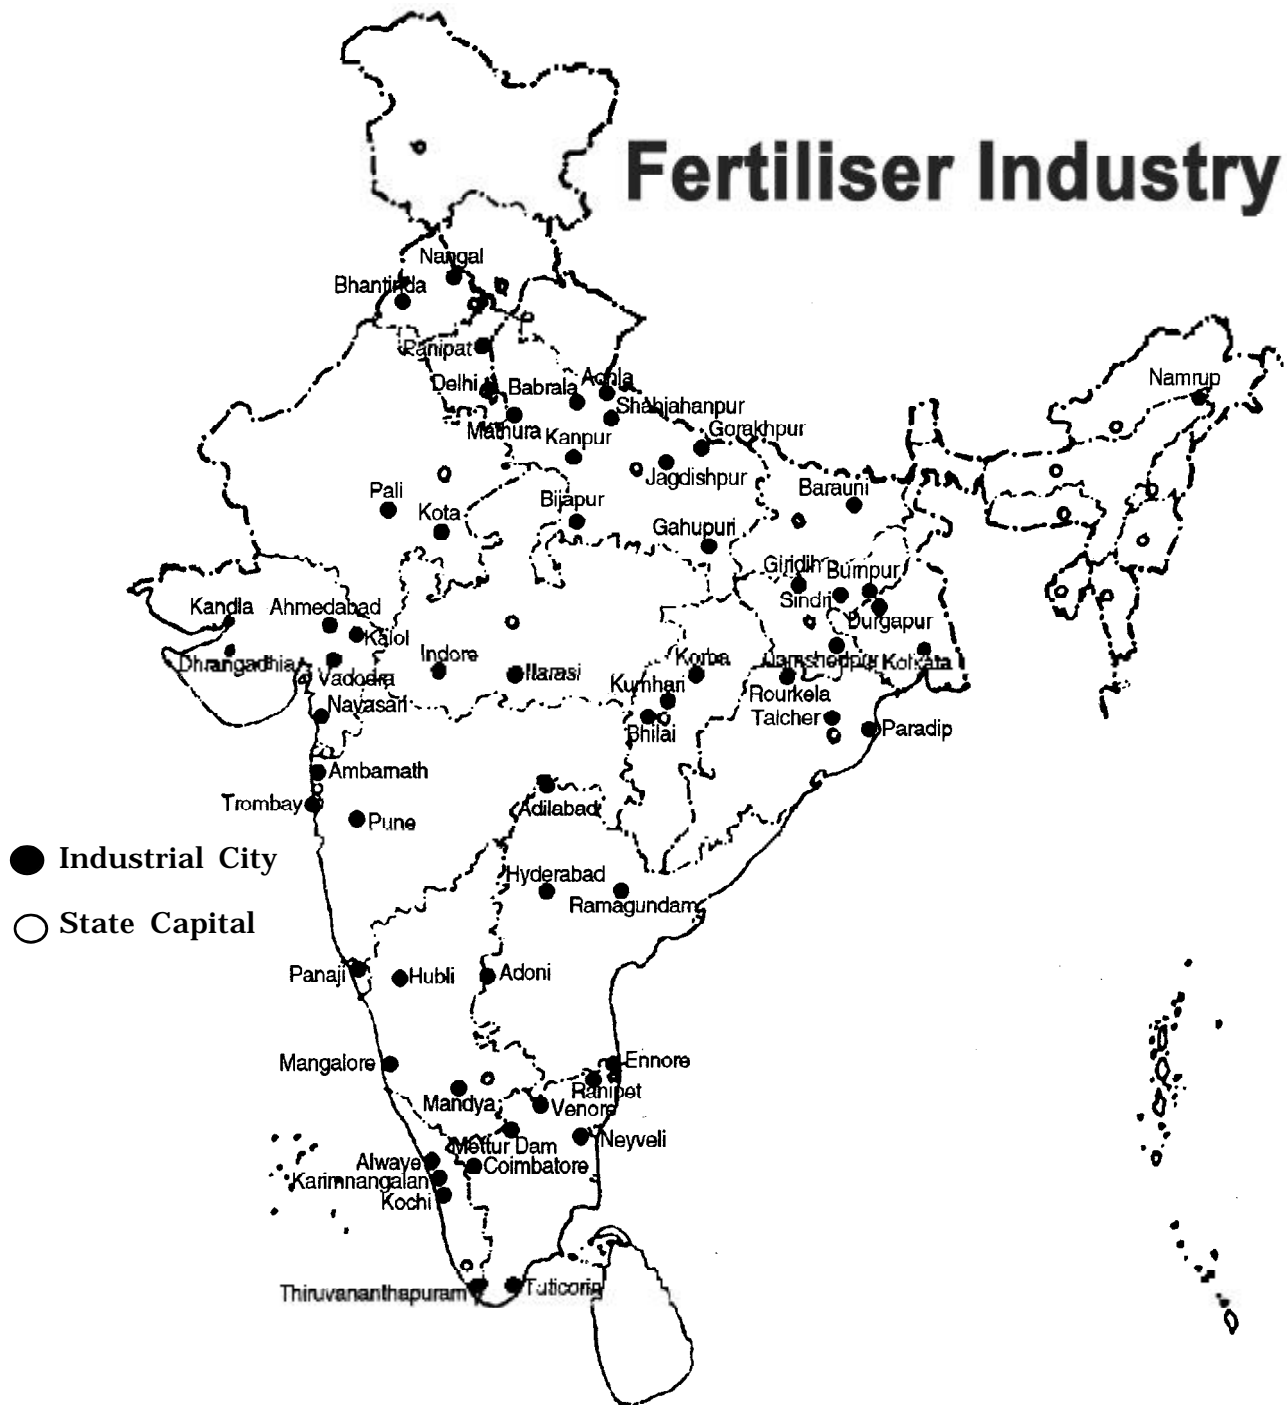 Fertiliser Industry
Nangal
Bhantinda
Panipat
Delhi
Babrala
Aonla
Shahjahanpur
Mathura
Kanpur
Gorakhpur
Jagdishpur
Namrup
Pali
Kota
Bijapur
Barauni
Gahupuri
Giridih
Burnpur
Sindri
Durgapur
Kandla
Ahmedabad
Kalol
Dhrangadhia
Vadodra
Indore
Korba
Jamshedpur
Kolkata
Kumhari
Rourkela
Navasari
Talcher
Bhilai
Paradip
Ambarnath
Trombay
Pune
Adilabad
Industrial City
Hyderabad
Ramagundam
State Capital
Panaji
Hubli
Adoni
Mangalore
Ennore
Ranipet
Mandya
Venore
Neyveli
Mettur Dam
Alwaye
Coimbatore
Karimnangalan
Kochi
Thiruvananthapuram
Tuticorin